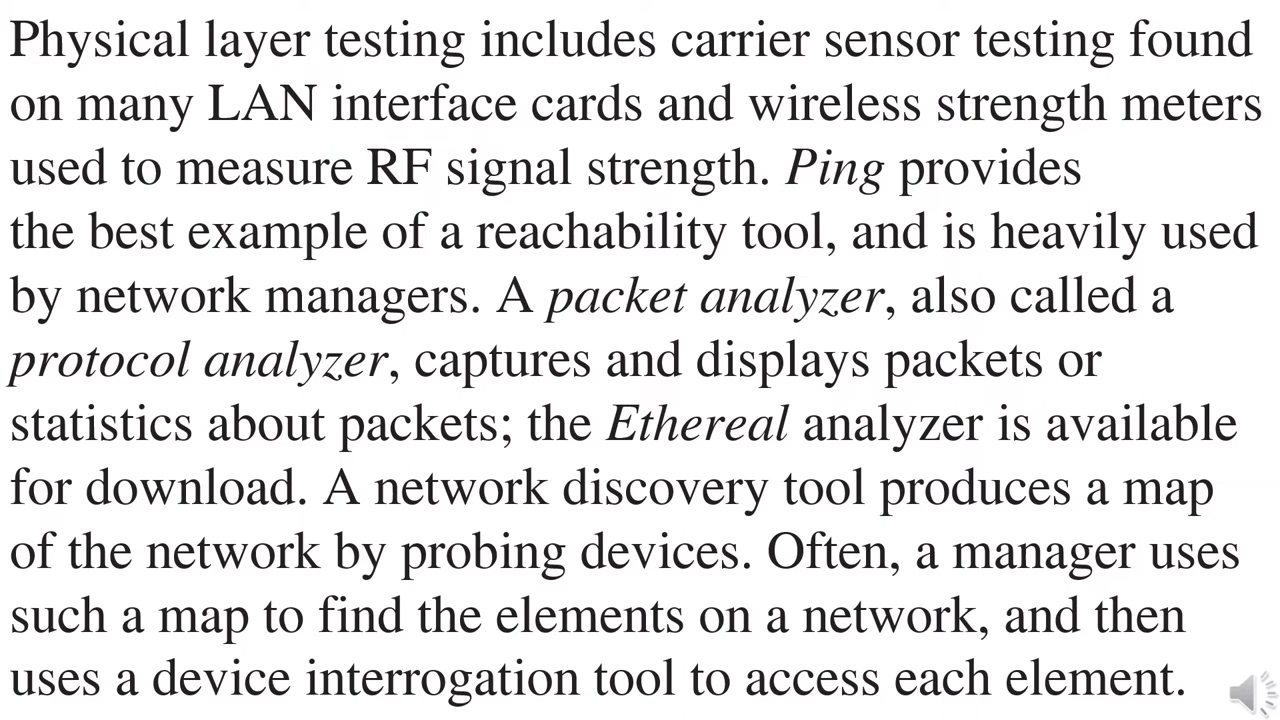 Physical layer testing includes carrier sensor testing found
on many LAN interface cards and wireless strength meters
used to measure RF signal strength. Ping provides
the best example of a reachability tool, and is heavily used
by network managers. A packet analyzer, also called a
protocol analyzer, captures and displays packets or
statistics about packets; the Ethereal analyzer is available
for download. A network discovery tool produces a map
of the network by probing devices. Often, a manager uses
such a map to find the elements on a network, and then
uses a device interrogation tool to access each element.